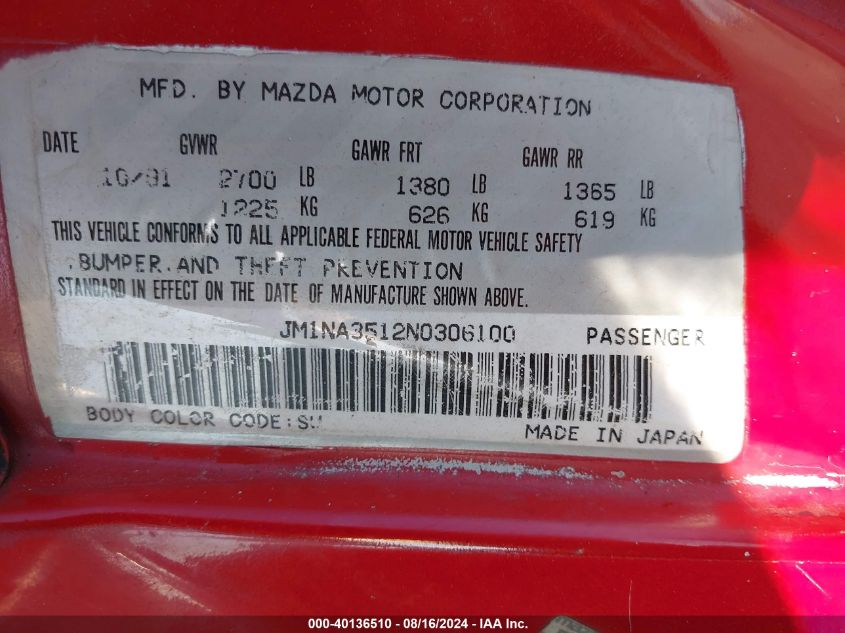 MFD. BY MAZDA MOTOR CORPORATION
DATE GVWR GAWR FRT GAWR RR
10/91 2700 LB 1380 LB 1365 LB
1225 KG 626 KG 619 KG
THIS VEHICLE CONFORMS TO ALL APPLICABLE FEDERAL MOTOR VEHICLE SAFETY
,BUMPER,AND THEFT PREVENTION
STANDARD IN EFFECT ON THE DATE OF MANUFACTURE SHOWN ABOVE.
JM1NA3512N0306100 PASSENGER
BODY COLOR CODE:SU
MADE IN JAPAN
000-40136510 - 08/16/2024 - IAA Inc.